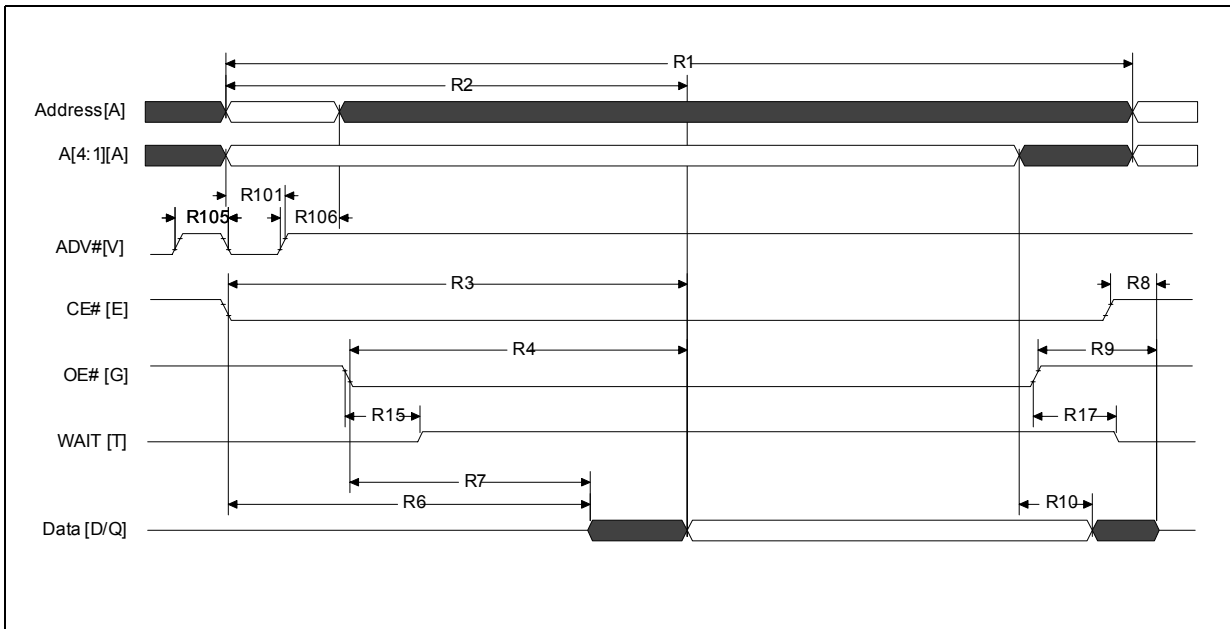 R1
R2
Address[A]
A[4:1][A]
R101
R105
R106
ADV#[V]
R3
R8
CE# [E]
R4
R9
OE# [G]
R15
R17
WAIT [T]
R7
R6
R10
Data [D/Q]